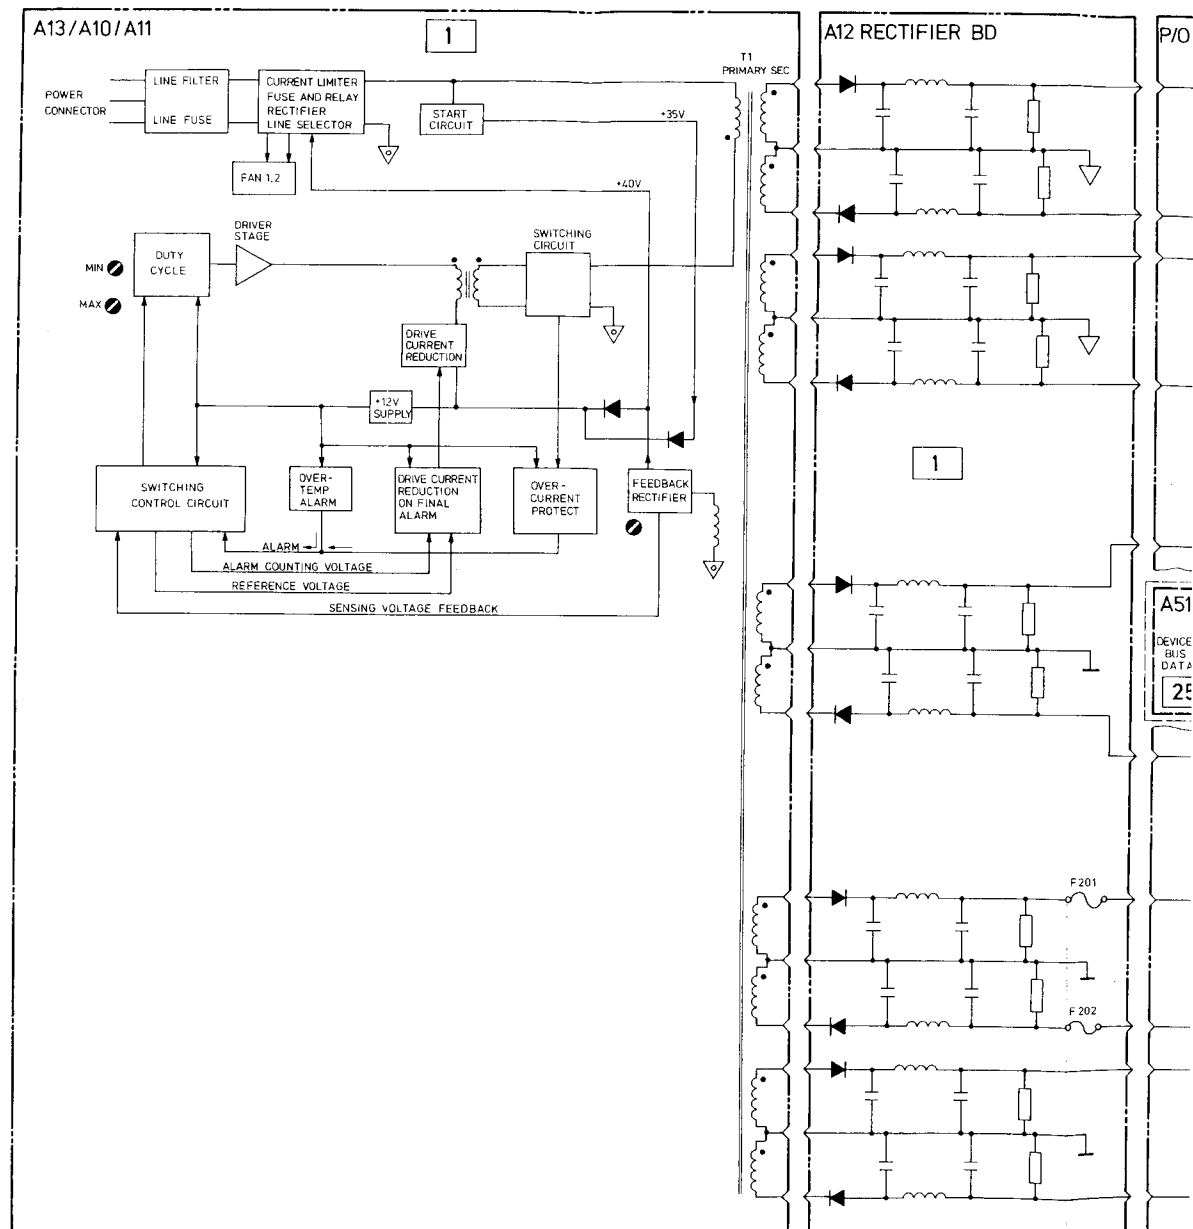 A13/A10/A11
1
A12 RECTIFIER BD
P/O
T1
PRIMARY SEC
POWER
CONNECTOR
LINE FILTER
LINE FUSE
CURRENT LIMITER
FUSE AND RELAY
RECTIFIER
LINE SELECTOR
START
CIRCUIT
+35V
FAN 1,2
+40V
DRIVER
STAGE
SWITCHING
CIRCUIT
DUTY
CYCLE
MIN
MAX
DRIVE
CURRENT
REDUCTION
+12V
SUPPLY
1
SWITCHING
CONTROL CIRCUIT
OVER-
TEMP
ALARM
DRIVE CURRENT
REDUCTION
ON FINAL
ALARM
OVER-
CURRENT
PROTECT
FEEDBACK
RECTIFIER
ALARM
ALARM COUNTING VOLTAGE
REFERENCE VOLTAGE
SENSING VOLTAGE FEEDBACK
A51
DEVICE
BUS
DATA
25
F201
F202